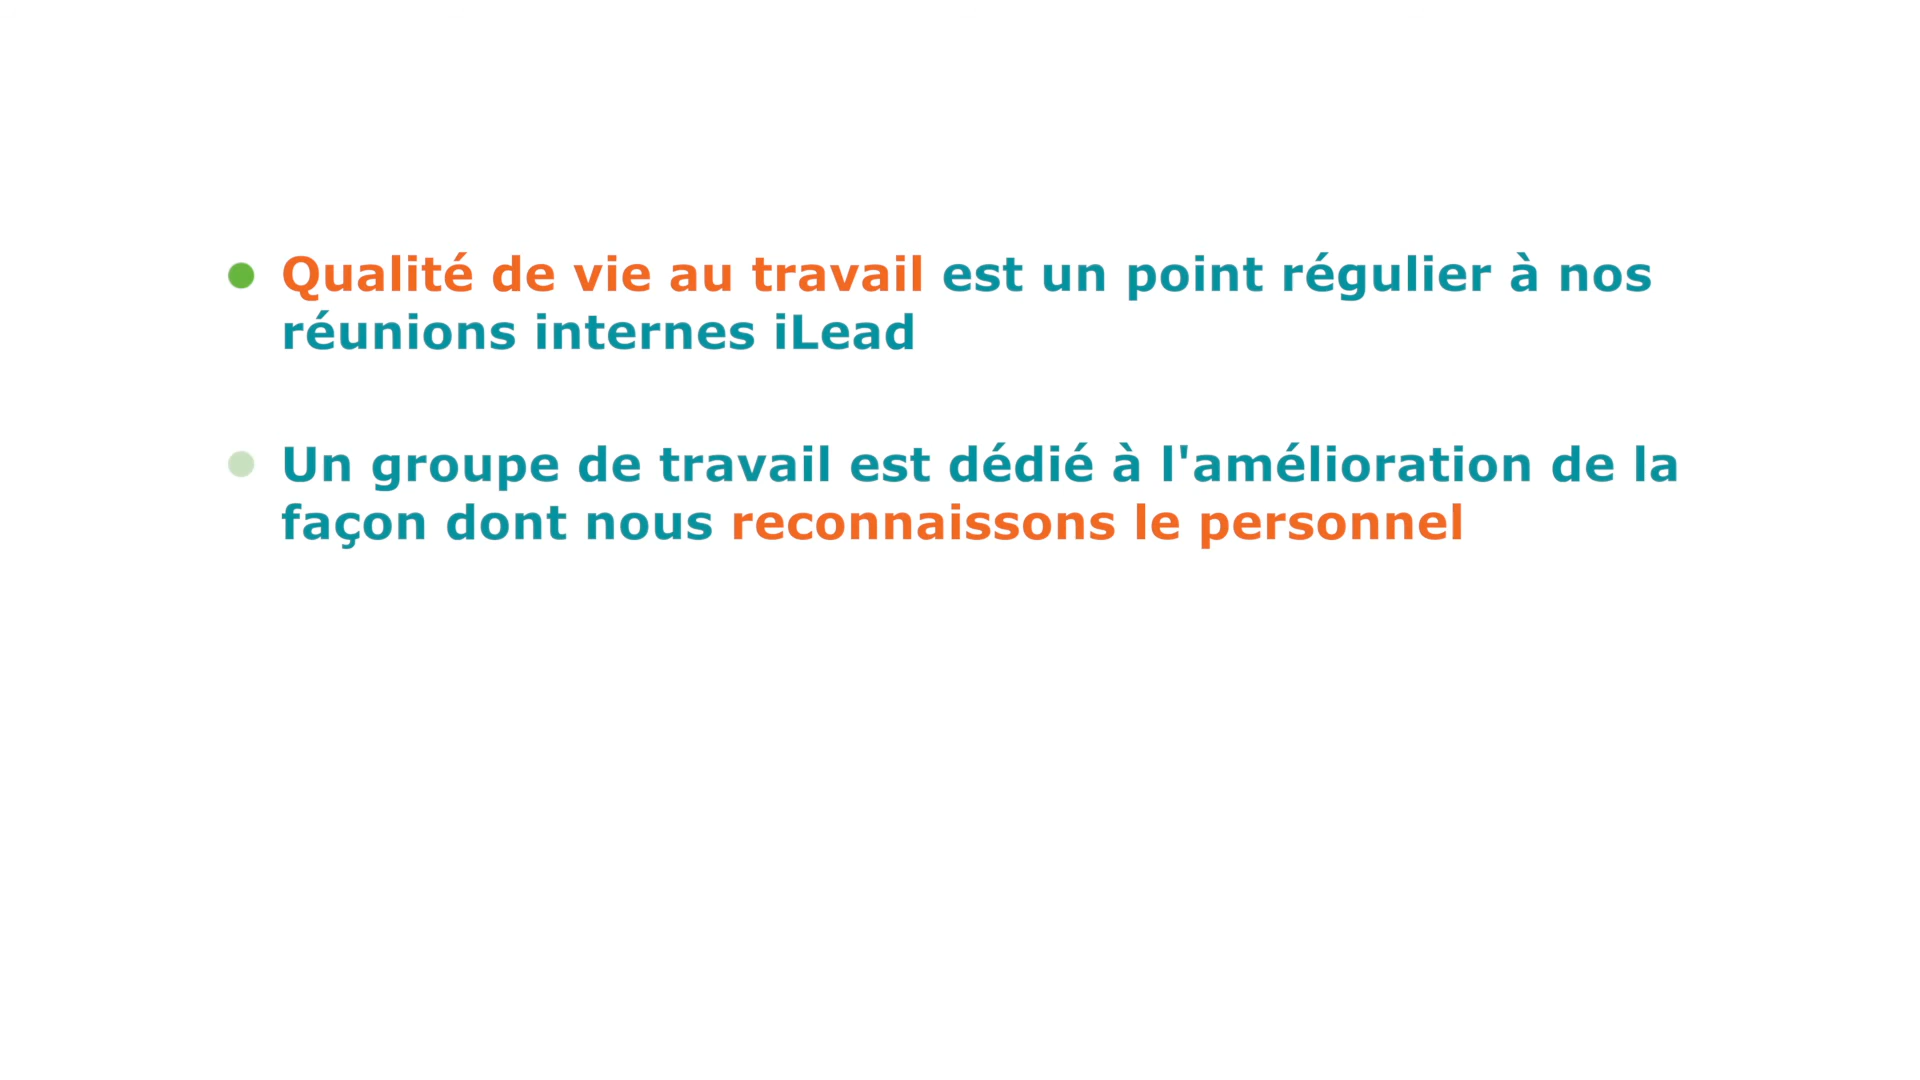 Qualité de vie au travail est un point régulier à nos
réunions internes iLead
Un groupe de travail est dédié à l'amélioration de la
façon dont nous reconnaissons le personnel